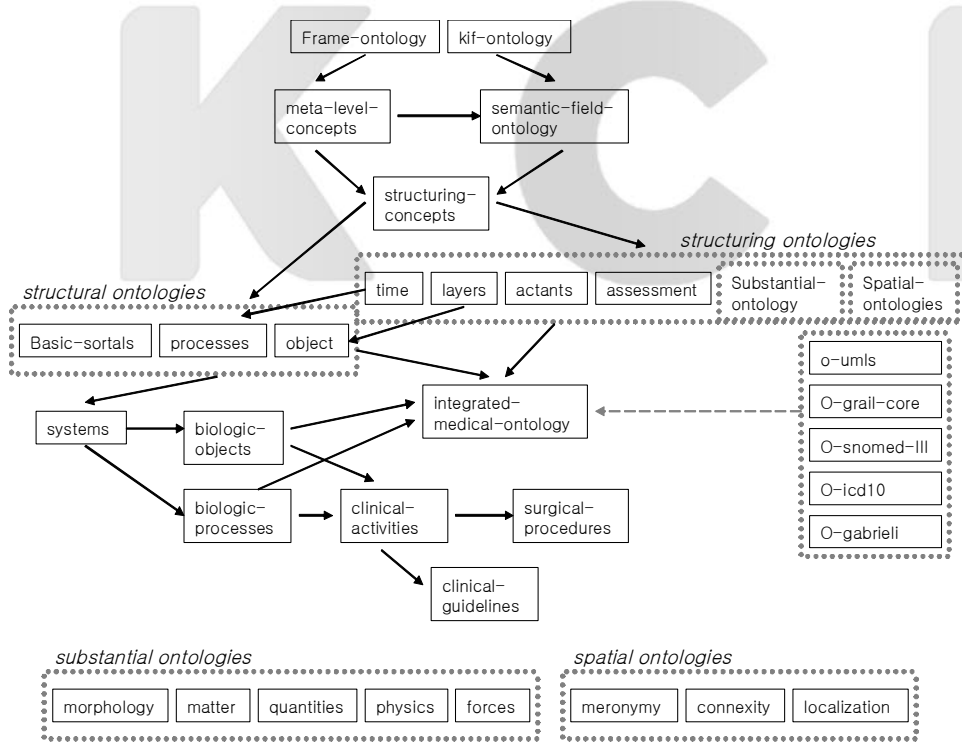 Frame-ontology
kif-ontology
meta-level-
concepts
semantic-field-
ontology
structuring-
concepts
structuring ontologies
time
layers
actants
assessment
Substantial-
ontology
Spatial-
ontologies
structural ontologies
Basic-sortals
processes
object
o-umls
O-grail-core
O-snomed-III
O-icd10
O-gabrieli
integrated-
medical-ontology
systems
biologic-
objects
biologic-
processes
clinical-
activities
surgical-
procedures
clinical-
guidelines
substantial ontologies
morphology
matter
quantities
physics
forces
spatial ontologies
meronymy
connexity
localization
K C I